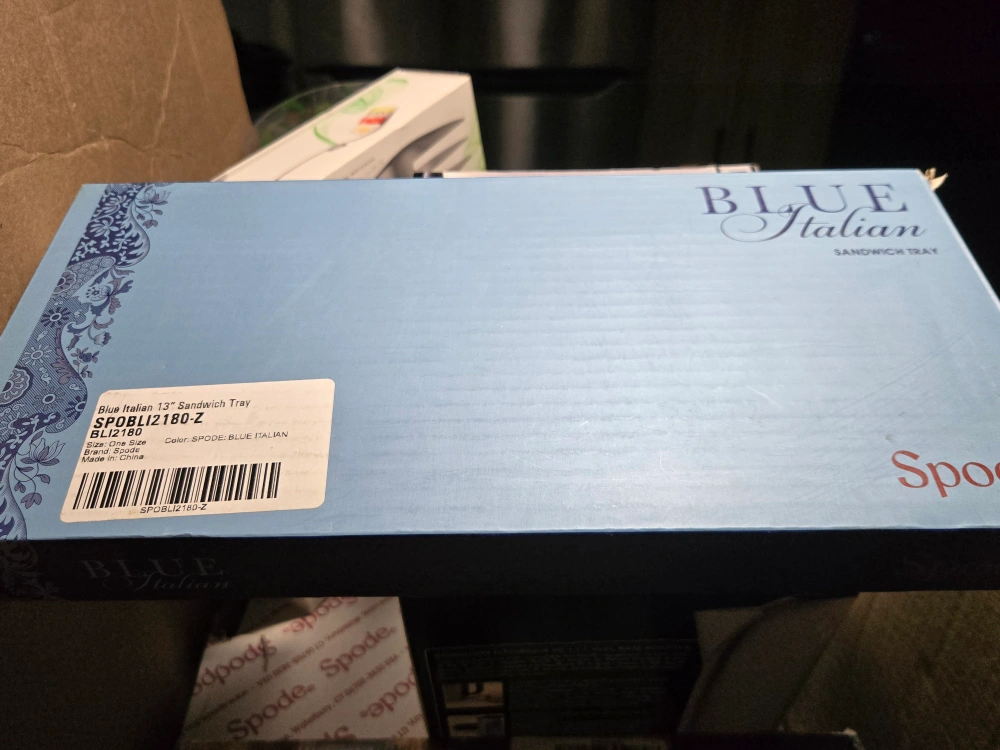 BLUE
Italian
SANDWICH TRAY
Blue Italian 13" Sandwich Tray
SPOBLI2180-Z
BLI2180
Size: One Size Color: SPODE: BLUE ITALIAN
Brand: Spode
Made in: China
SPOBLI2180-Z
Spo
BLUE
Italian
Spode.
Spode.
Spode.